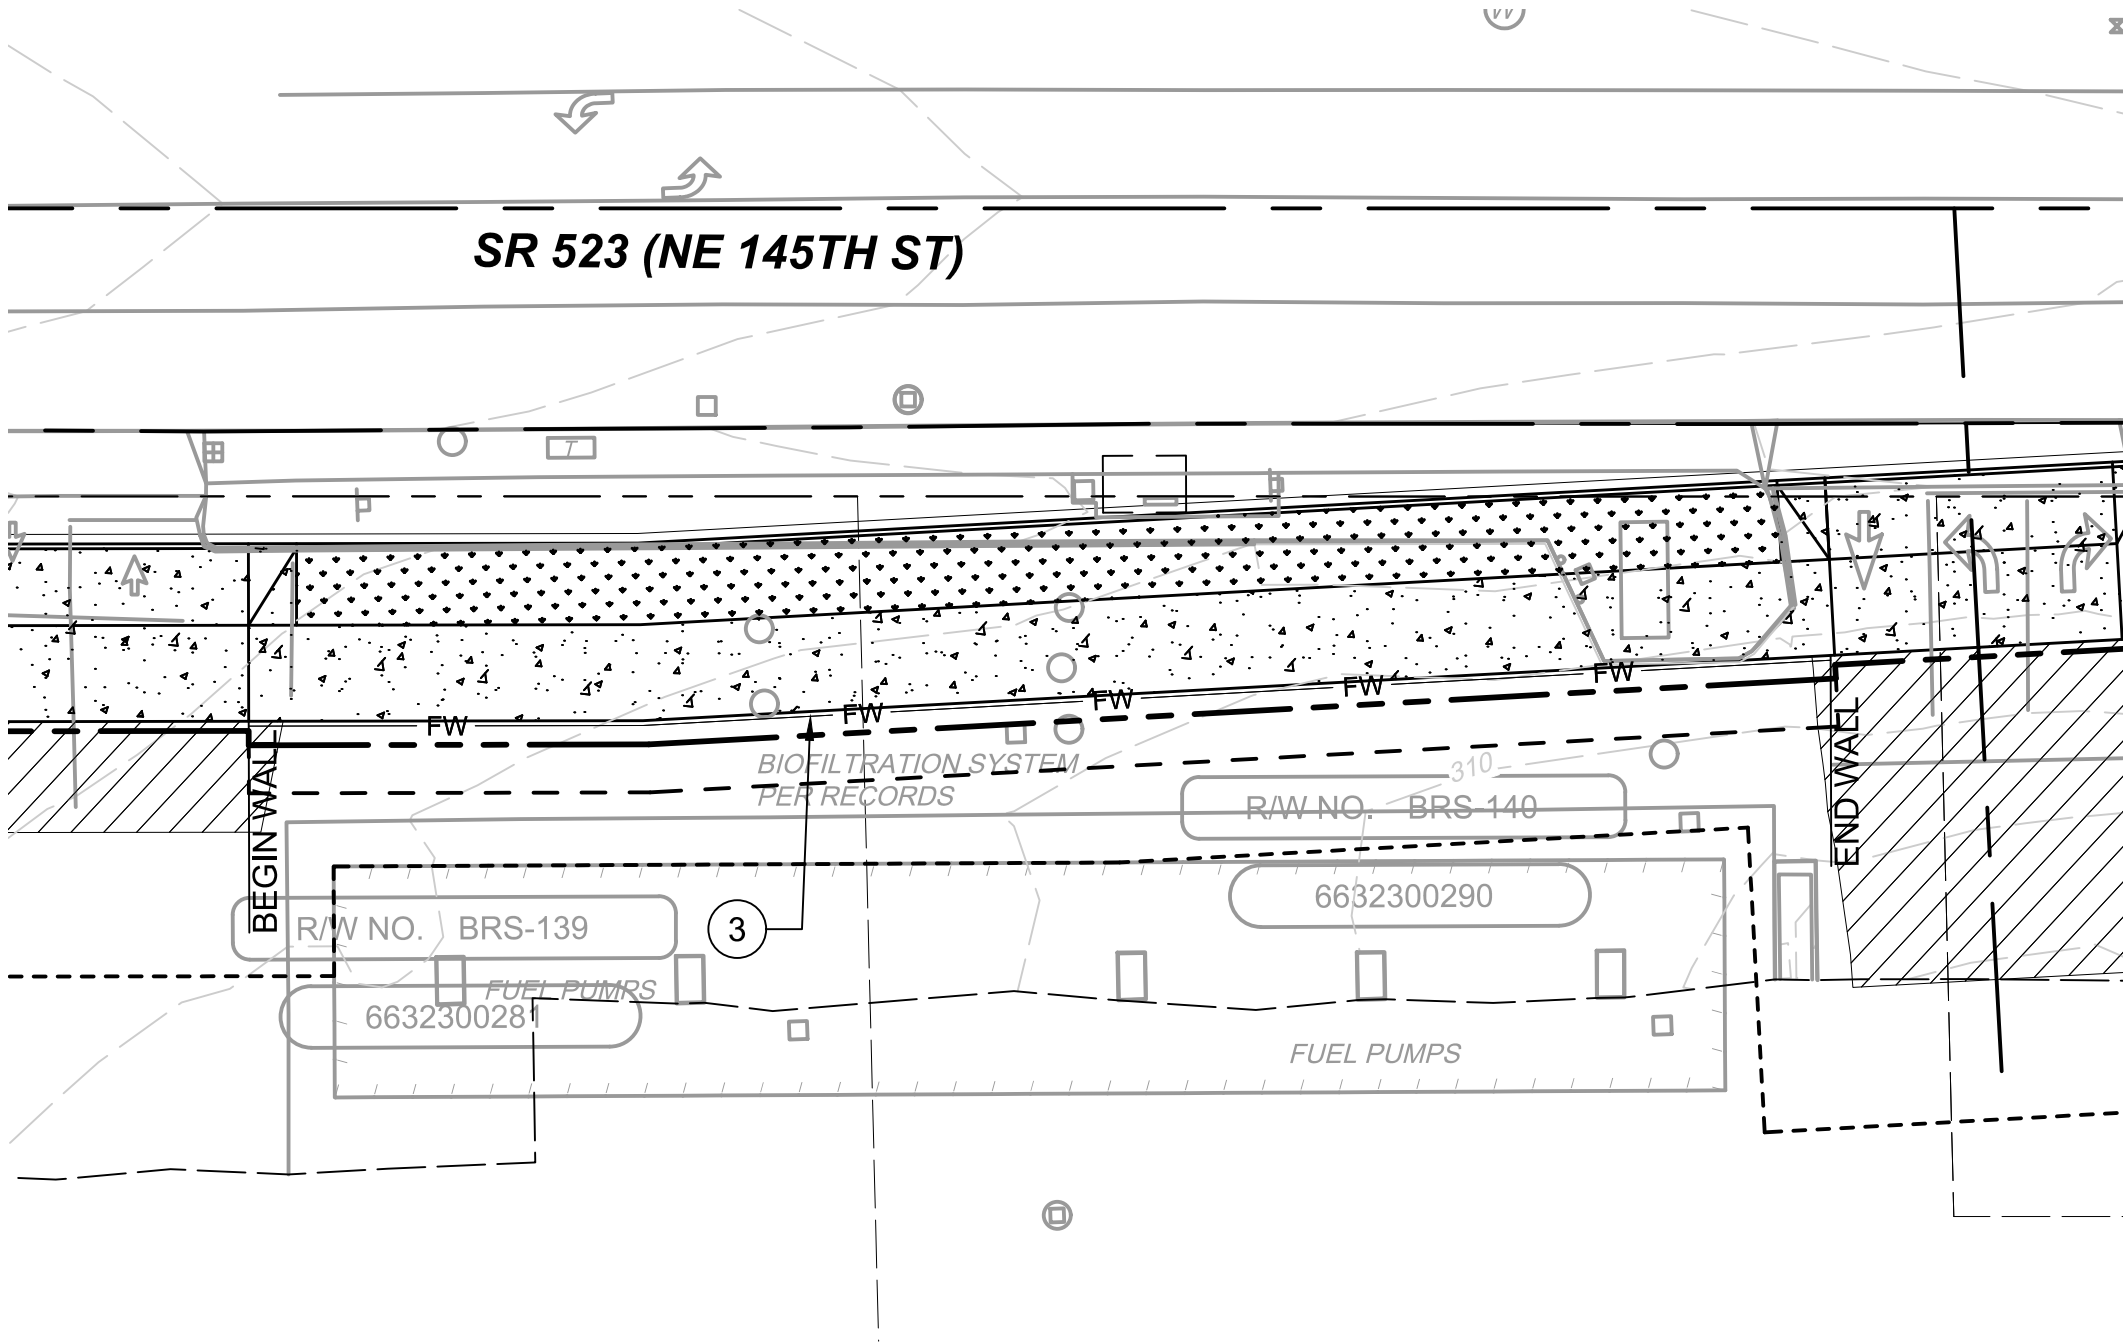 W
SR 523 (NE 145TH ST)
T
FW
FW
FW
FW
FW
BEGIN WALL
END WALL
BIOFILTRATION SYSTEM
PER RECORDS
310
R/W NO. BRS-140
6632300290
R/W NO. BRS-139
3
FUEL PUMPS
6632300281
FUEL PUMPS